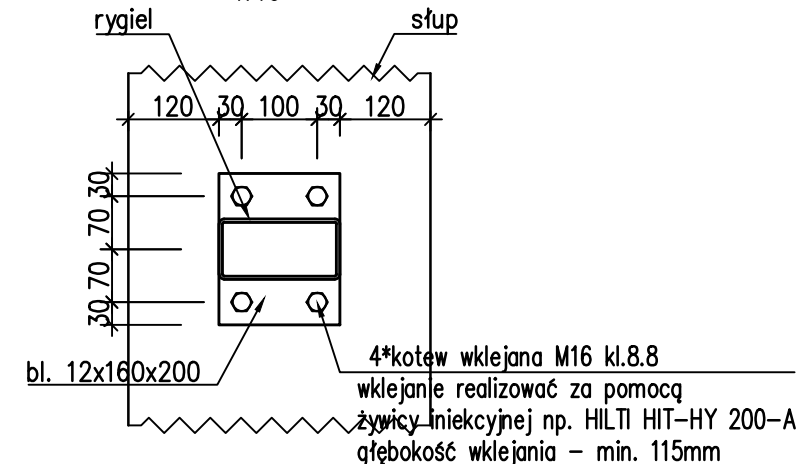 rygiel
słup
120 30 100 30 120
30
70
70
30
bl. 12x160x200
4*kotew wklejana M16 kl.8.8
wklejanie realizować za pomocą
żywicy iniekcyjnej np. HILTI HIT-HY 200-A
głębokość wklejania – min. 115mm